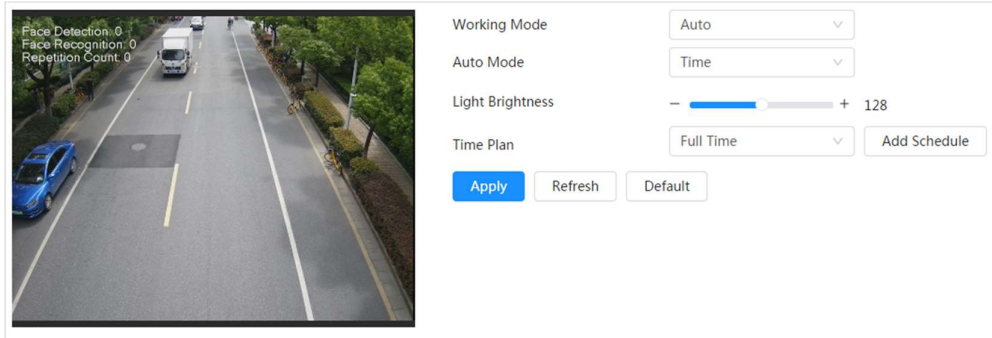 Face Detection: 0
Face Recognition: 0
Repetition Count: 0
Working Mode Auto
Auto Mode Time
Light Brightness − + 128
Time Plan Full Time Add Schedule
Apply Refresh Default